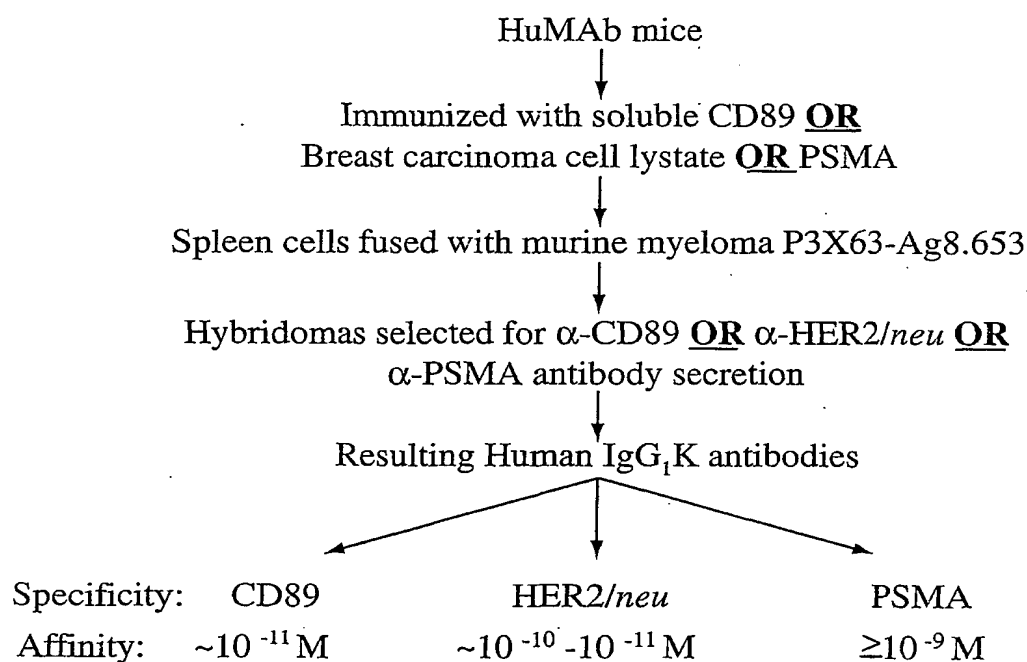 HuMAb mice
Immunized with soluble CD89 OR
Breast carcinoma cell lystate OR PSMA
Spleen cells fused with murine myeloma P3X63-Ag8.653
Hybridomas selected for α-CD89 OR α-HER2/neu OR
α-PSMA antibody secretion
Resulting Human IgG₁K antibodies
Specificity: CD89 HER2/neu PSMA
Affinity: ~10⁻¹¹ M ~10⁻¹⁰ -10⁻¹¹ M ≥10⁻⁹ M